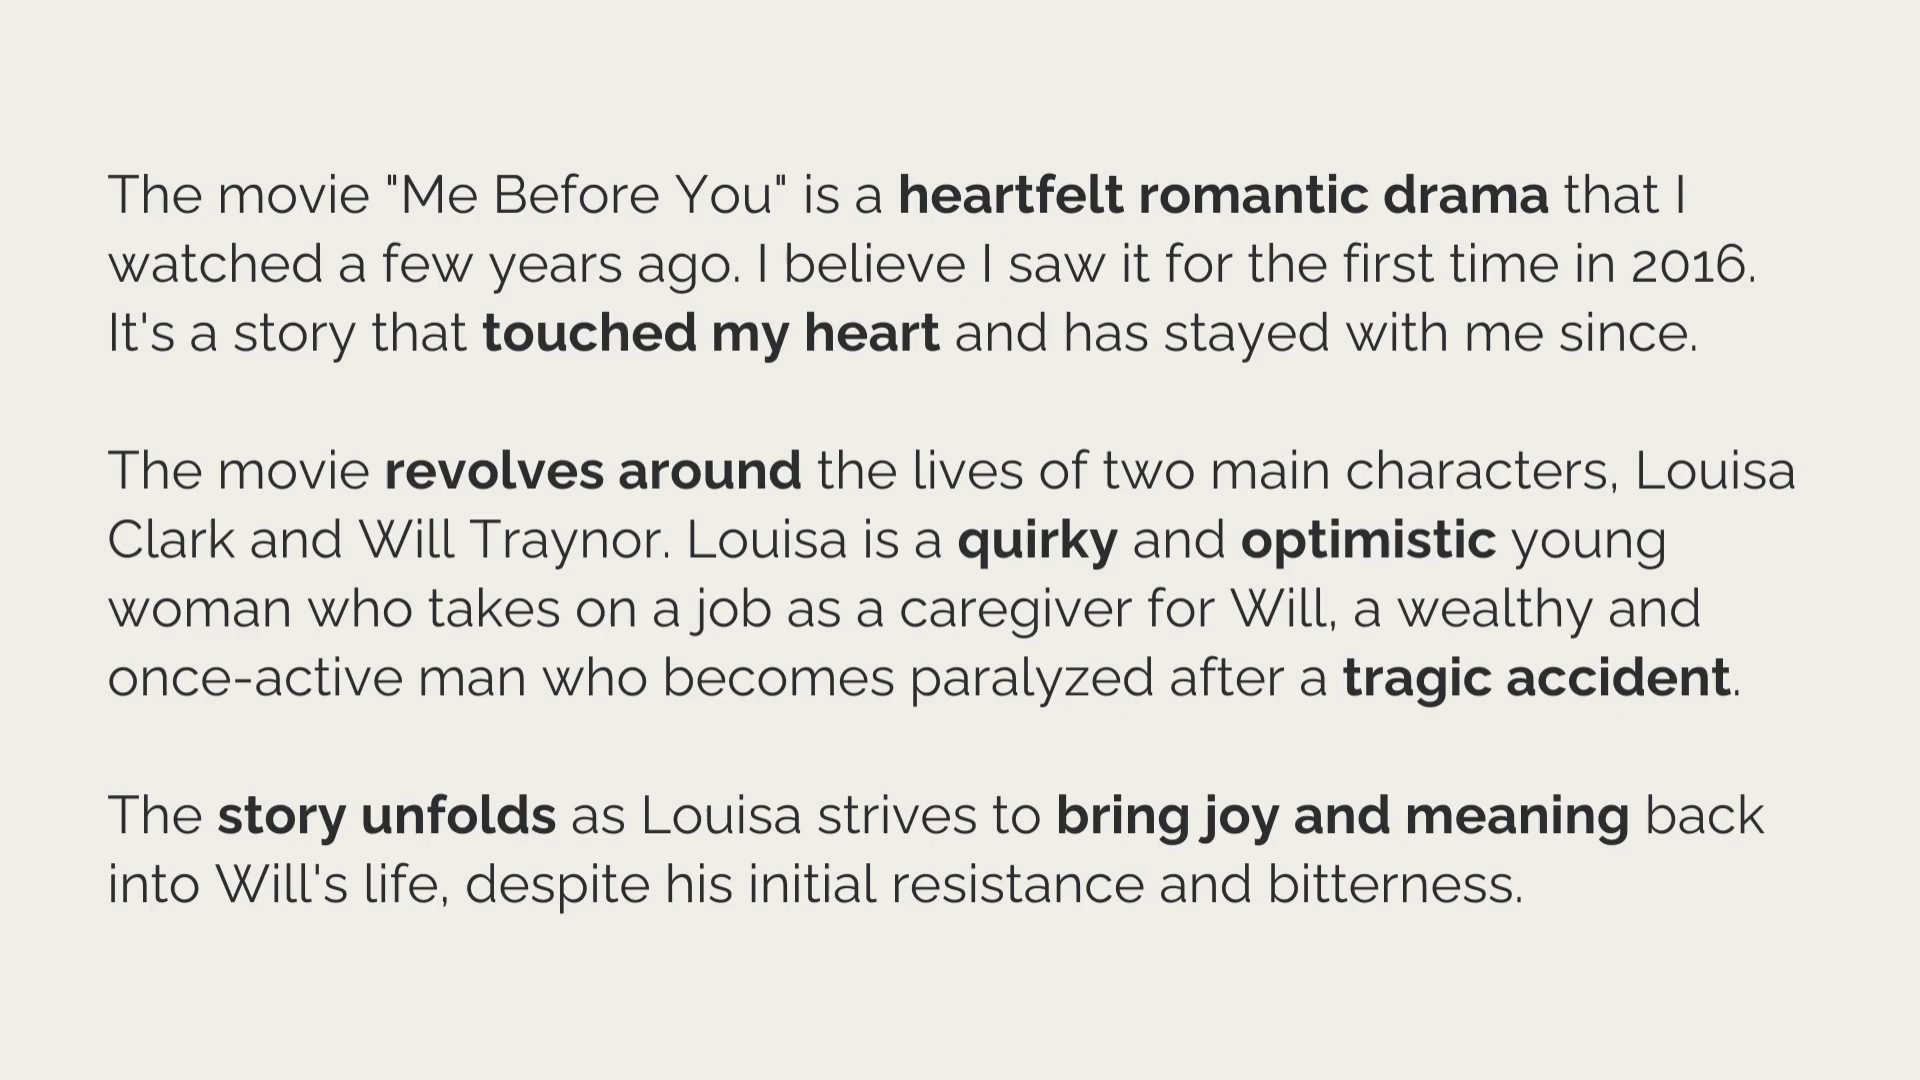 The movie "Me Before You" is a heartfelt romantic drama that I
watched a few years ago. I believe I saw it for the first time in 2016.
It's a story that touched my heart and has stayed with me since.
The movie revolves around the lives of two main characters, Louisa
Clark and Will Traynor. Louisa is a quirky and optimistic young
woman who takes on a job as a caregiver for Will, a wealthy and
once-active man who becomes paralyzed after a tragic accident.
The story unfolds as Louisa strives to bring joy and meaning back
into Will's life, despite his initial resistance and bitterness.